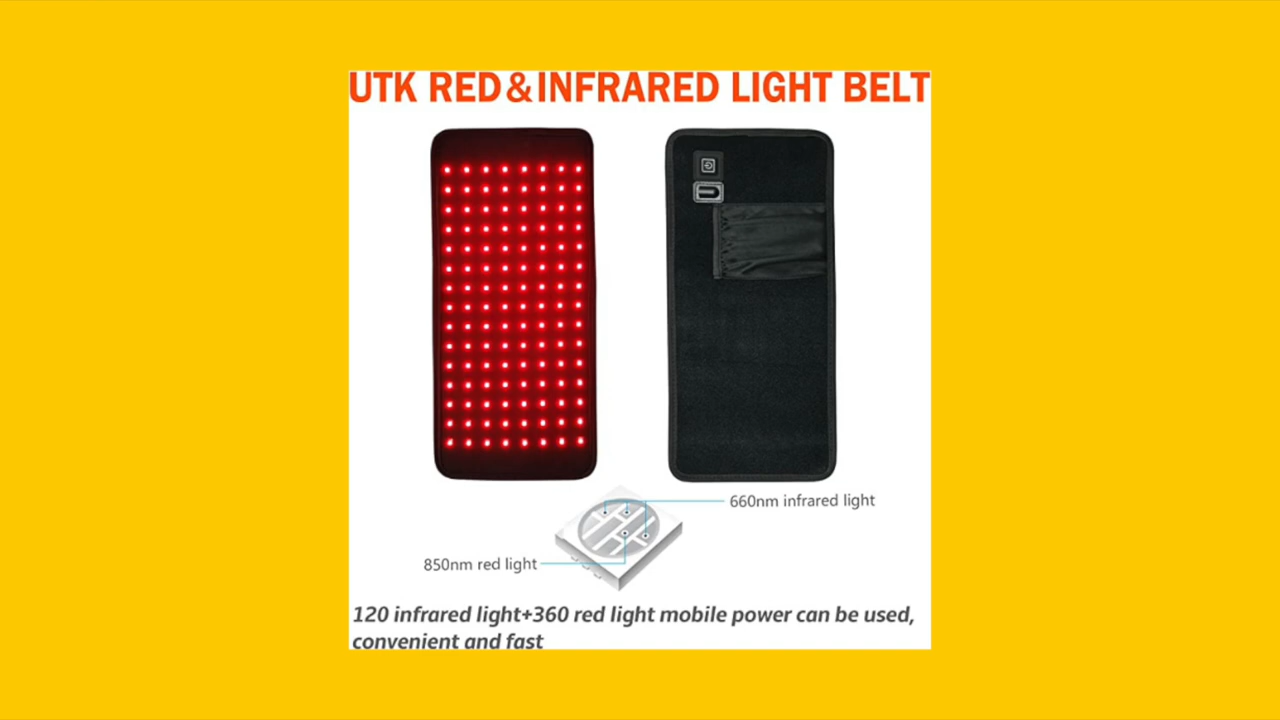 UTK RED&INFRARED LIGHT BELT
660nm infrared light
850nm red light
120 infrared light+360 red light mobile power can be used,
convenient and fast